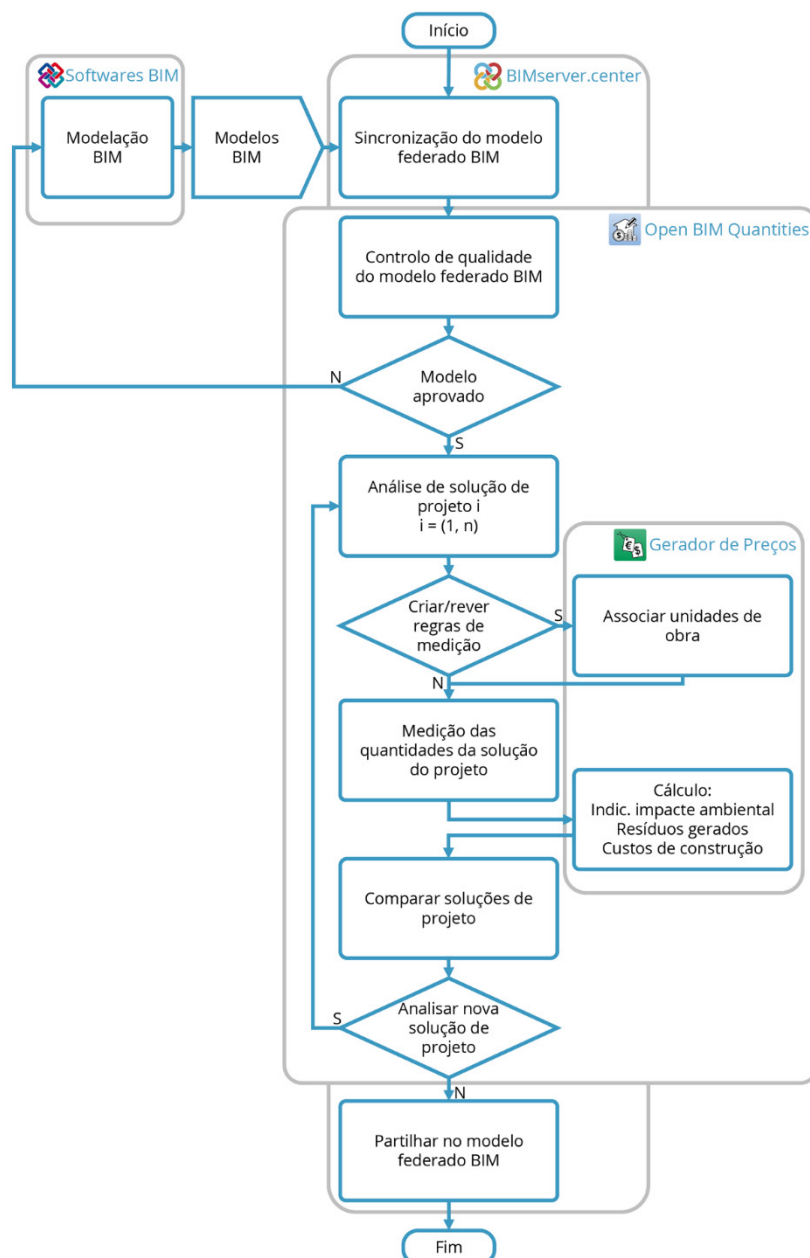 Início
Softwares BIM
BIMserver.center
Modelação
BIM
Modelos
BIM
Sincronização do modelo
federado BIM
Open BIM Quantities
Controlo de qualidade
do modelo federado BIM
N
Modelo
aprovado
S
Análise de solução de
projeto i
i = (1, n)
Gerador de Preços
Criar/rever
regras de
medição
S
Associar unidades de
obra
N
Medição das
quantidades da solução
do projeto
Cálculo:
Indic. impacte ambiental
Resíduos gerados
Custos de construção
Comparar soluções de
projeto
S
Analisar nova
solução de
projeto
N
Partilhar no modelo
federado BIM
Fim